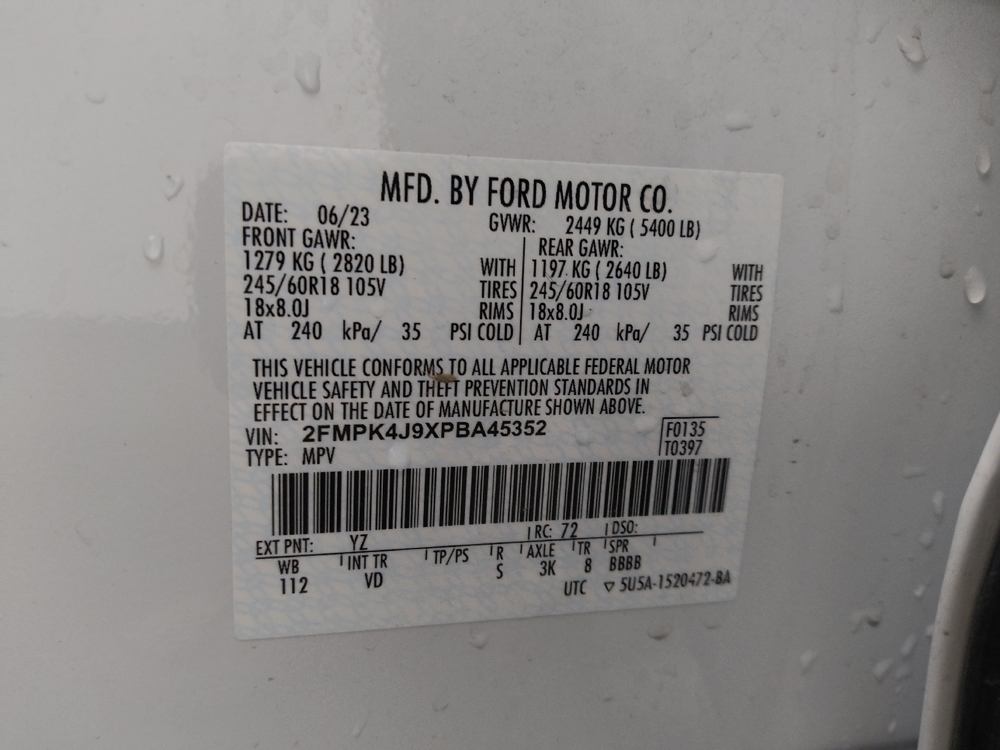 MFD. BY FORD MOTOR CO.
DATE: 06/23 GVWR: 2449 KG ( 5400 LB)
FRONT GAWR: REAR GAWR:
1279 KG ( 2820 LB) WITH 1197 KG ( 2640 LB) WITH
245/60R18 105V TIRES 245/60R18 105V TIRES
18x8.0J RIMS 18x8.0J RIMS
AT 240 kPa/ 35 PSI COLD AT 240 kPa/ 35 PSI COLD
THIS VEHICLE CONFORMS TO ALL APPLICABLE FEDERAL MOTOR
VEHICLE SAFETY AND THEFT PREVENTION STANDARDS IN
EFFECT ON THE DATE OF MANUFACTURE SHOWN ABOVE.
VIN: 2FMPK4J9XPBA45352 F0135
TYPE: MPV T0397
EXT PNT: YZ RC: 72 DSO:
WB INT TR TP/PS R AXLE TR SPR
112 VD S 3K 8 BBBB
UTC ▽ 5U5A-1520472-BA